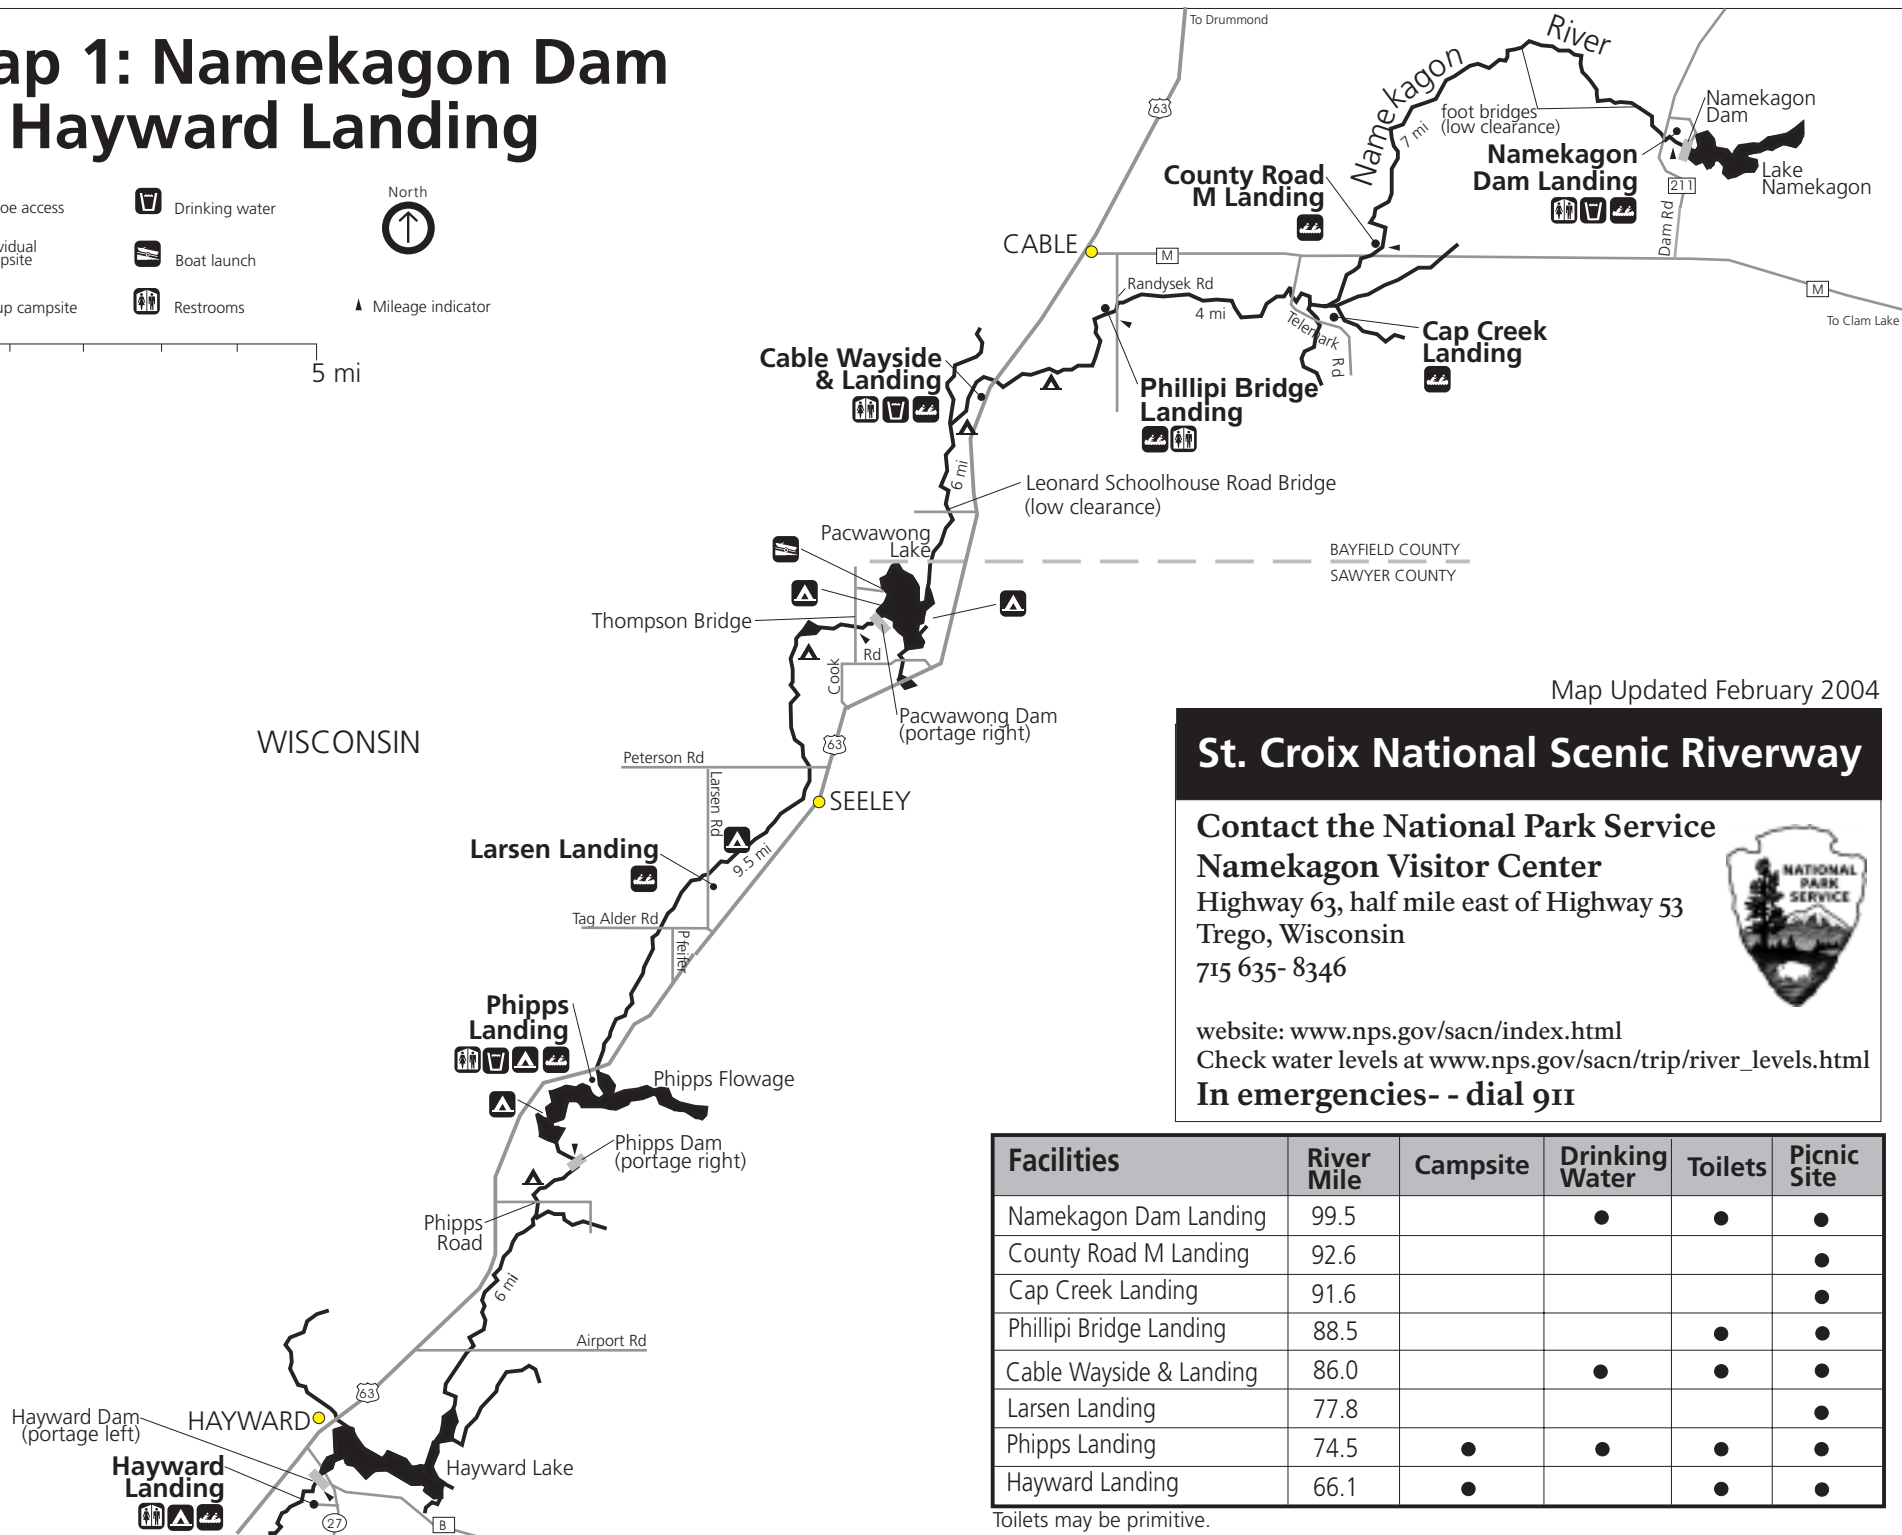 ap 1: Namekagon Dam
Hayward Landing
oe access
vidual
psite
up campsite
Drinking water
Boat launch
Restrooms
North
Mileage indicator
5 mi
To Drummond
63
Namekagon River
7 mi
foot bridges
(low clearance)
Namekagon
Dam
Lake
Namekagon
Namekagon
Dam Landing
211
Dam Rd
County Road
M Landing
CABLE
M
M
To Clam Lake
Randysek Rd
4 mi
Telemark Rd
Cap Creek
Landing
Cable Wayside
& Landing
Phillipi Bridge
Landing
6 mi
Leonard Schoolhouse Road Bridge
(low clearance)
Pacwawong
Lake
BAYFIELD COUNTY
SAWYER COUNTY
Thompson Bridge
Cook Rd
Pacwawong Dam
(portage right)
WISCONSIN
63
Peterson Rd
SEELEY
Larsen Rd
9.5 mi
Larsen Landing
Tag Alder Rd
Pfeifer
Phipps
Landing
Phipps Flowage
Phipps Dam
(portage right)
Phipps
Road
6 mi
Airport Rd
63
Hayward Dam
(portage left)
HAYWARD
Hayward Lake
Hayward
Landing
27
B
Map Updated February 2004
St. Croix National Scenic Riverway
Contact the National Park Service
Namekagon Visitor Center
Highway 63, half mile east of Highway 53
Trego, Wisconsin
715 635- 8346
NATIONAL
PARK
SERVICE
website: www.nps.gov/sacn/index.html
Check water levels at www.nps.gov/sacn/trip/river_levels.html
In emergencies- - dial 911
Facilities River Mile Campsite Drinking Water Toilets Picnic Site
Namekagon Dam Landing 99.5 ● ● ●
County Road M Landing 92.6 ●
Cap Creek Landing 91.6 ●
Phillipi Bridge Landing 88.5 ● ●
Cable Wayside & Landing 86.0 ● ● ●
Larsen Landing 77.8 ●
Phipps Landing 74.5 ● ● ● ●
Hayward Landing 66.1 ● ● ●
Toilets may be primitive.